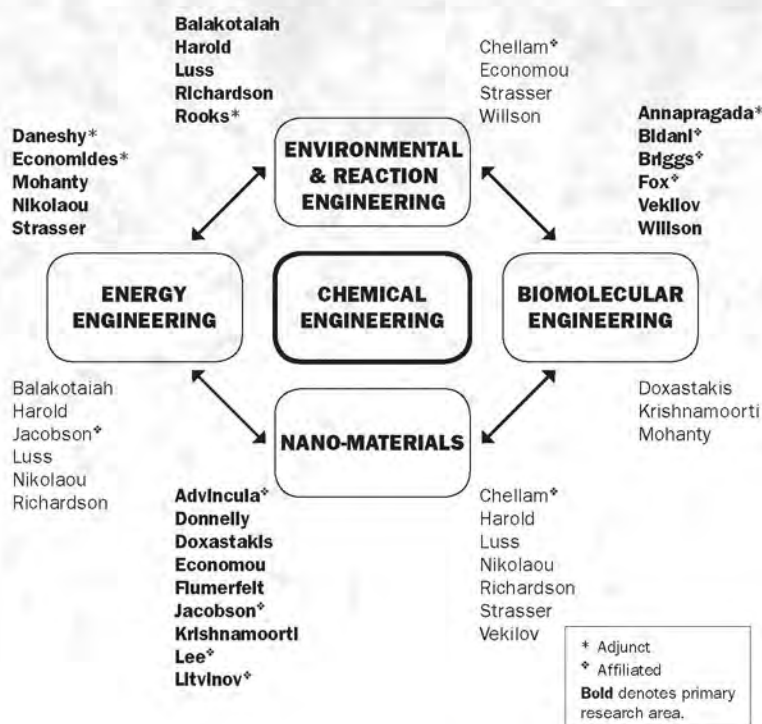 Balakotaiah
Harold
Luss
Richardson
Rooks*
Chellam❖
Economou
Strasser
Willson
Daneshy*
Economides*
Mohanty
Nikolaou
Strasser
Annapragada*
Bidani❖
Briggs❖
Fox❖
Vekilov
Willson
ENVIRONMENTAL
& REACTION
ENGINEERING
ENERGY
ENGINEERING
CHEMICAL
ENGINEERING
BIOMOLECULAR
ENGINEERING
NANO-MATERIALS
Balakotaiah
Harold
Jacobson❖
Luss
Nikolaou
Richardson
Doxastakis
Krishnamoorti
Mohanty
Advincula❖
Donnelly
Doxastakis
Economou
Flumerfelt
Jacobson❖
Krishnamoorti
Lee❖
Litvinov❖
Chellam❖
Harold
Luss
Nikolaou
Richardson
Strasser
Vekilov
* Adjunct
❖ Affiliated
Bold denotes primary
research area.